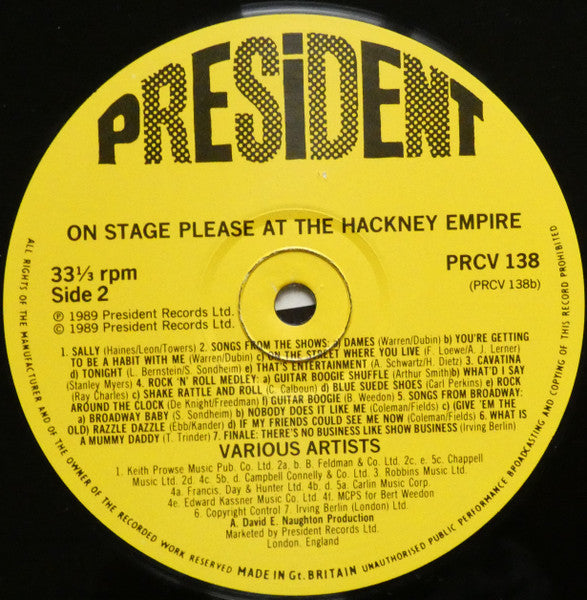 PRESiDENT
ON STAGE PLEASE AT THE HACKNEY EMPIRE
33⅓ rpm
Side 2
PRCV 138
(PRCV 138b)
℗ 1989 President Records Ltd.
© 1989 President Records Ltd.
1. SALLY (Haines/Leon/Towers) 2. SONGS FROM THE SHOWS: a) DAMES (Warren/Dubin) b) YOU'RE GETTING
TO BE A HABIT WITH ME (Warren/Dubin) c) ON THE STREET WHERE YOU LIVE (F. Loewe/A. J. Lerner)
d) TONIGHT (L. Bernstein/S. Sondheim) e) THAT'S ENTERTAINMENT (A. Schwartz/H. Dietz) 3. CAVATINA
(Stanley Myers) 4. ROCK 'N' ROLL MEDLEY: a) GUITAR BOOGIE SHUFFLE (Arthur Smith) b) WHAT'D I SAY
(Ray Charles) c) SHAKE RATTLE AND ROLL (C. Calhoun) d) BLUE SUEDE SHOES (Carl Perkins) e) ROCK
AROUND THE CLOCK (De Knight/Freedman) f) GUITAR BOOGIE (B. Weedon) 5. SONGS FROM BROADWAY:
a) BROADWAY BABY (S. Sondheim) b) NOBODY DOES IT LIKE ME (Coleman/Fields) c) (GIVE 'EM THE
OLD) RAZZLE DAZZLE (Ebb/Kander) d) IF MY FRIENDS COULD SEE ME NOW (Coleman/Fields) 6. WHAT IS
A MUMMY DADDY (T. Trinder) 7. FINALE: THERE'S NO BUSINESS LIKE SHOW BUSINESS (Irving Berlin)
VARIOUS ARTISTS
1. Keith Prowse Music Pub. Co. Ltd 2a, b. B. Feldman & Co. Ltd. 2c. e. 5c. Chappell
Music Ltd. 2d. 4c. 5b, d. Campbell Connelly & Co. Ltd. 3. Robbins Music Ltd.
4a. Francis, Day & Hunter Ltd. 4b. d. 5a. Carlin Music Corp.
4e. Edward Kassner Music Co. Ltd. 4f. MCPS for Bert Weedon
6. Copyright Control 7. Irving Berlin (London) Ltd.
A. David E. Naughton Production
Marketed by President Records Ltd.
London, England
ALL RIGHTS OF THE MANUFACTURER AND OF THE OWNER OF THE RECORDED WORK RESERVED MADE IN Gt. BRITAIN UNAUTHORISED PUBLIC PERFORMANCE BROADCASTING AND COPYING OF THIS RECORD PROHIBITED